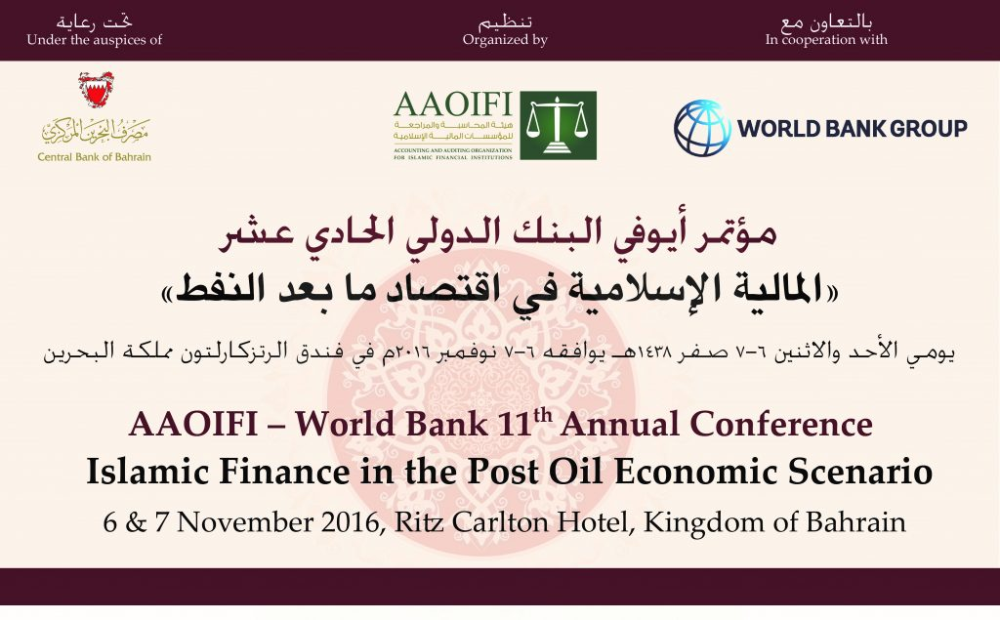 تحت رعاية
Under the auspices of
تنظيم
Organized by
بالتعاون مع
In cooperation with
مصرف البحرين المركزي
Central Bank of Bahrain
AAOIFI
هيئة المحاسبة والمراجعة
للمؤسسات المالية الإسلامية
ACCOUNTING AND AUDITING ORGANIZATION
FOR ISLAMIC FINANCIAL INSTITUTIONS
WORLD BANK GROUP
مؤتمر أيوفي البنك الدولي الحادي عشر
«المالية الإسلامية في اقتصاد ما بعد النفط»
يومي الأحد والاثنين ٦-٧ صفر ١٤٣٨هـ يوافقه ٦-٧ نوفمبر ٢٠١٦م في فندق الرتزكارلتون مملكة البحرين
AAOIFI – World Bank 11th Annual Conference
Islamic Finance in the Post Oil Economic Scenario
6 & 7 November 2016, Ritz Carlton Hotel, Kingdom of Bahrain